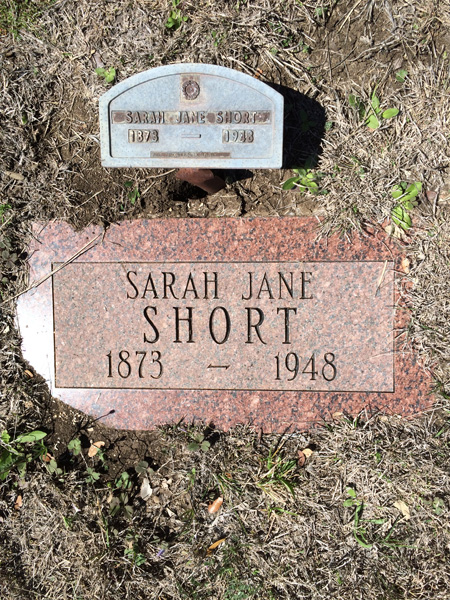 SARAH JANE SHORT
1873 — 1948
SARAH JANE
SHORT
1873 – 1948